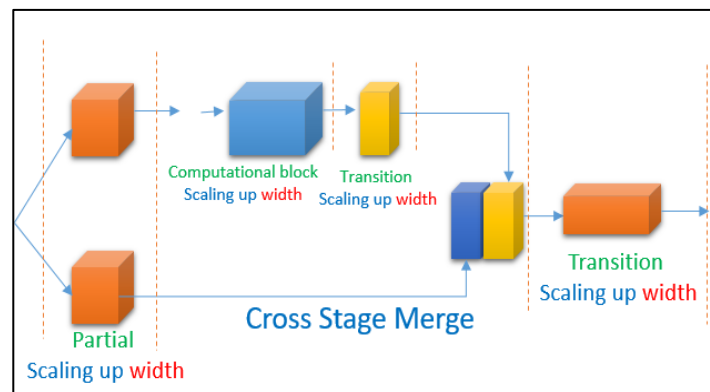 Computational block
Scaling up width
Transition
Scaling up width
Partial
Scaling up width
Cross Stage Merge
Transition
Scaling up width